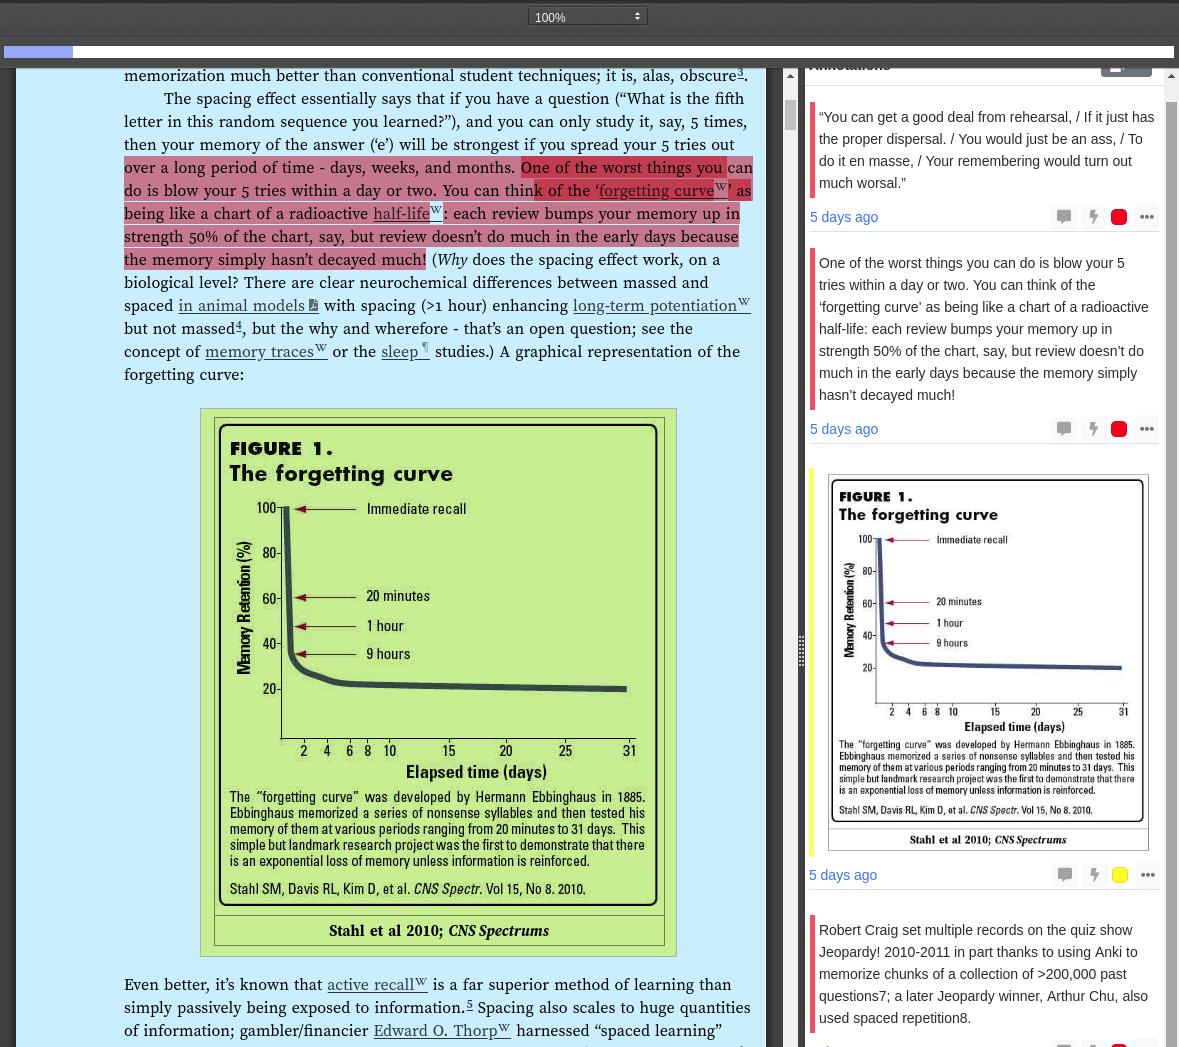 100%
memorization much better than conventional student techniques; it is, alas, obscure3.
The spacing effect essentially says that if you have a question (“What is the fifth
letter in this random sequence you learned?”), and you can only study it, say, 5 times,
then your memory of the answer (‘e’) will be strongest if you spread your 5 tries out
over a long period of time - days, weeks, and months. One of the worst things you can
do is blow your 5 tries within a day or two. You can think of the ‘forgetting curveW’ as
being like a chart of a radioactive half-lifeW: each review bumps your memory up in
strength 50% of the chart, say, but review doesn’t do much in the early days because
the memory simply hasn’t decayed much! (Why does the spacing effect work, on a
biological level? There are clear neurochemical differences between massed and
spaced in animal models with spacing (>1 hour) enhancing long-term potentiationW
but not massed4, but the why and wherefore - that’s an open question; see the
concept of memory tracesW or the sleep ¶ studies.) A graphical representation of the
forgetting curve:
FIGURE 1.
The forgetting curve
Memory Retention (%)
100
80
60
40
20
Immediate recall
20 minutes
1 hour
9 hours
2 4 6 8 10 15 20 25 31
Elapsed time (days)
The “forgetting curve” was developed by Hermann Ebbinghaus in 1885.
Ebbinghaus memorized a series of nonsense syllables and then tested his
memory of them at various periods ranging from 20 minutes to 31 days. This
simple but landmark research project was the first to demonstrate that there
is an exponential loss of memory unless information is reinforced.
Stahl SM, Davis RL, Kim D, et al. CNS Spectr. Vol 15, No 8. 2010.
Stahl et al 2010; CNS Spectrums
Even better, it’s known that active recallW is a far superior method of learning than
simply passively being exposed to information.5 Spacing also scales to huge quantities
of information; gambler/financier Edward O. ThorpW harnessed “spaced learning”
Annotations
“You can get a good deal from rehearsal, / If it just has
the proper dispersal. / You would just be an ass, / To
do it en masse, / Your remembering would turn out
much worsal.”
5 days ago
One of the worst things you can do is blow your 5
tries within a day or two. You can think of the
‘forgetting curve’ as being like a chart of a radioactive
half-life: each review bumps your memory up in
strength 50% of the chart, say, but review doesn’t do
much in the early days because the memory simply
hasn’t decayed much!
5 days ago
FIGURE 1.
The forgetting curve
Memory Retention (%)
100
80
60
40
20
Immediate recall
20 minutes
1 hour
9 hours
2 4 6 8 10 15 20 25 31
Elapsed time (days)
The “forgetting curve” was developed by Hermann Ebbinghaus in 1885.
Ebbinghaus memorized a series of nonsense syllables and then tested his
memory of them at various periods ranging from 20 minutes to 31 days. This
simple but landmark research project was the first to demonstrate that there
is an exponential loss of memory unless information is reinforced.
Stahl SM, Davis RL, Kim D, et al. CNS Spectr. Vol 15, No 8. 2010.
Stahl et al 2010; CNS Spectrums
5 days ago
Robert Craig set multiple records on the quiz show
Jeopardy! 2010-2011 in part thanks to using Anki to
memorize chunks of a collection of >200,000 past
questions7; a later Jeopardy winner, Arthur Chu, also
used spaced repetition8.